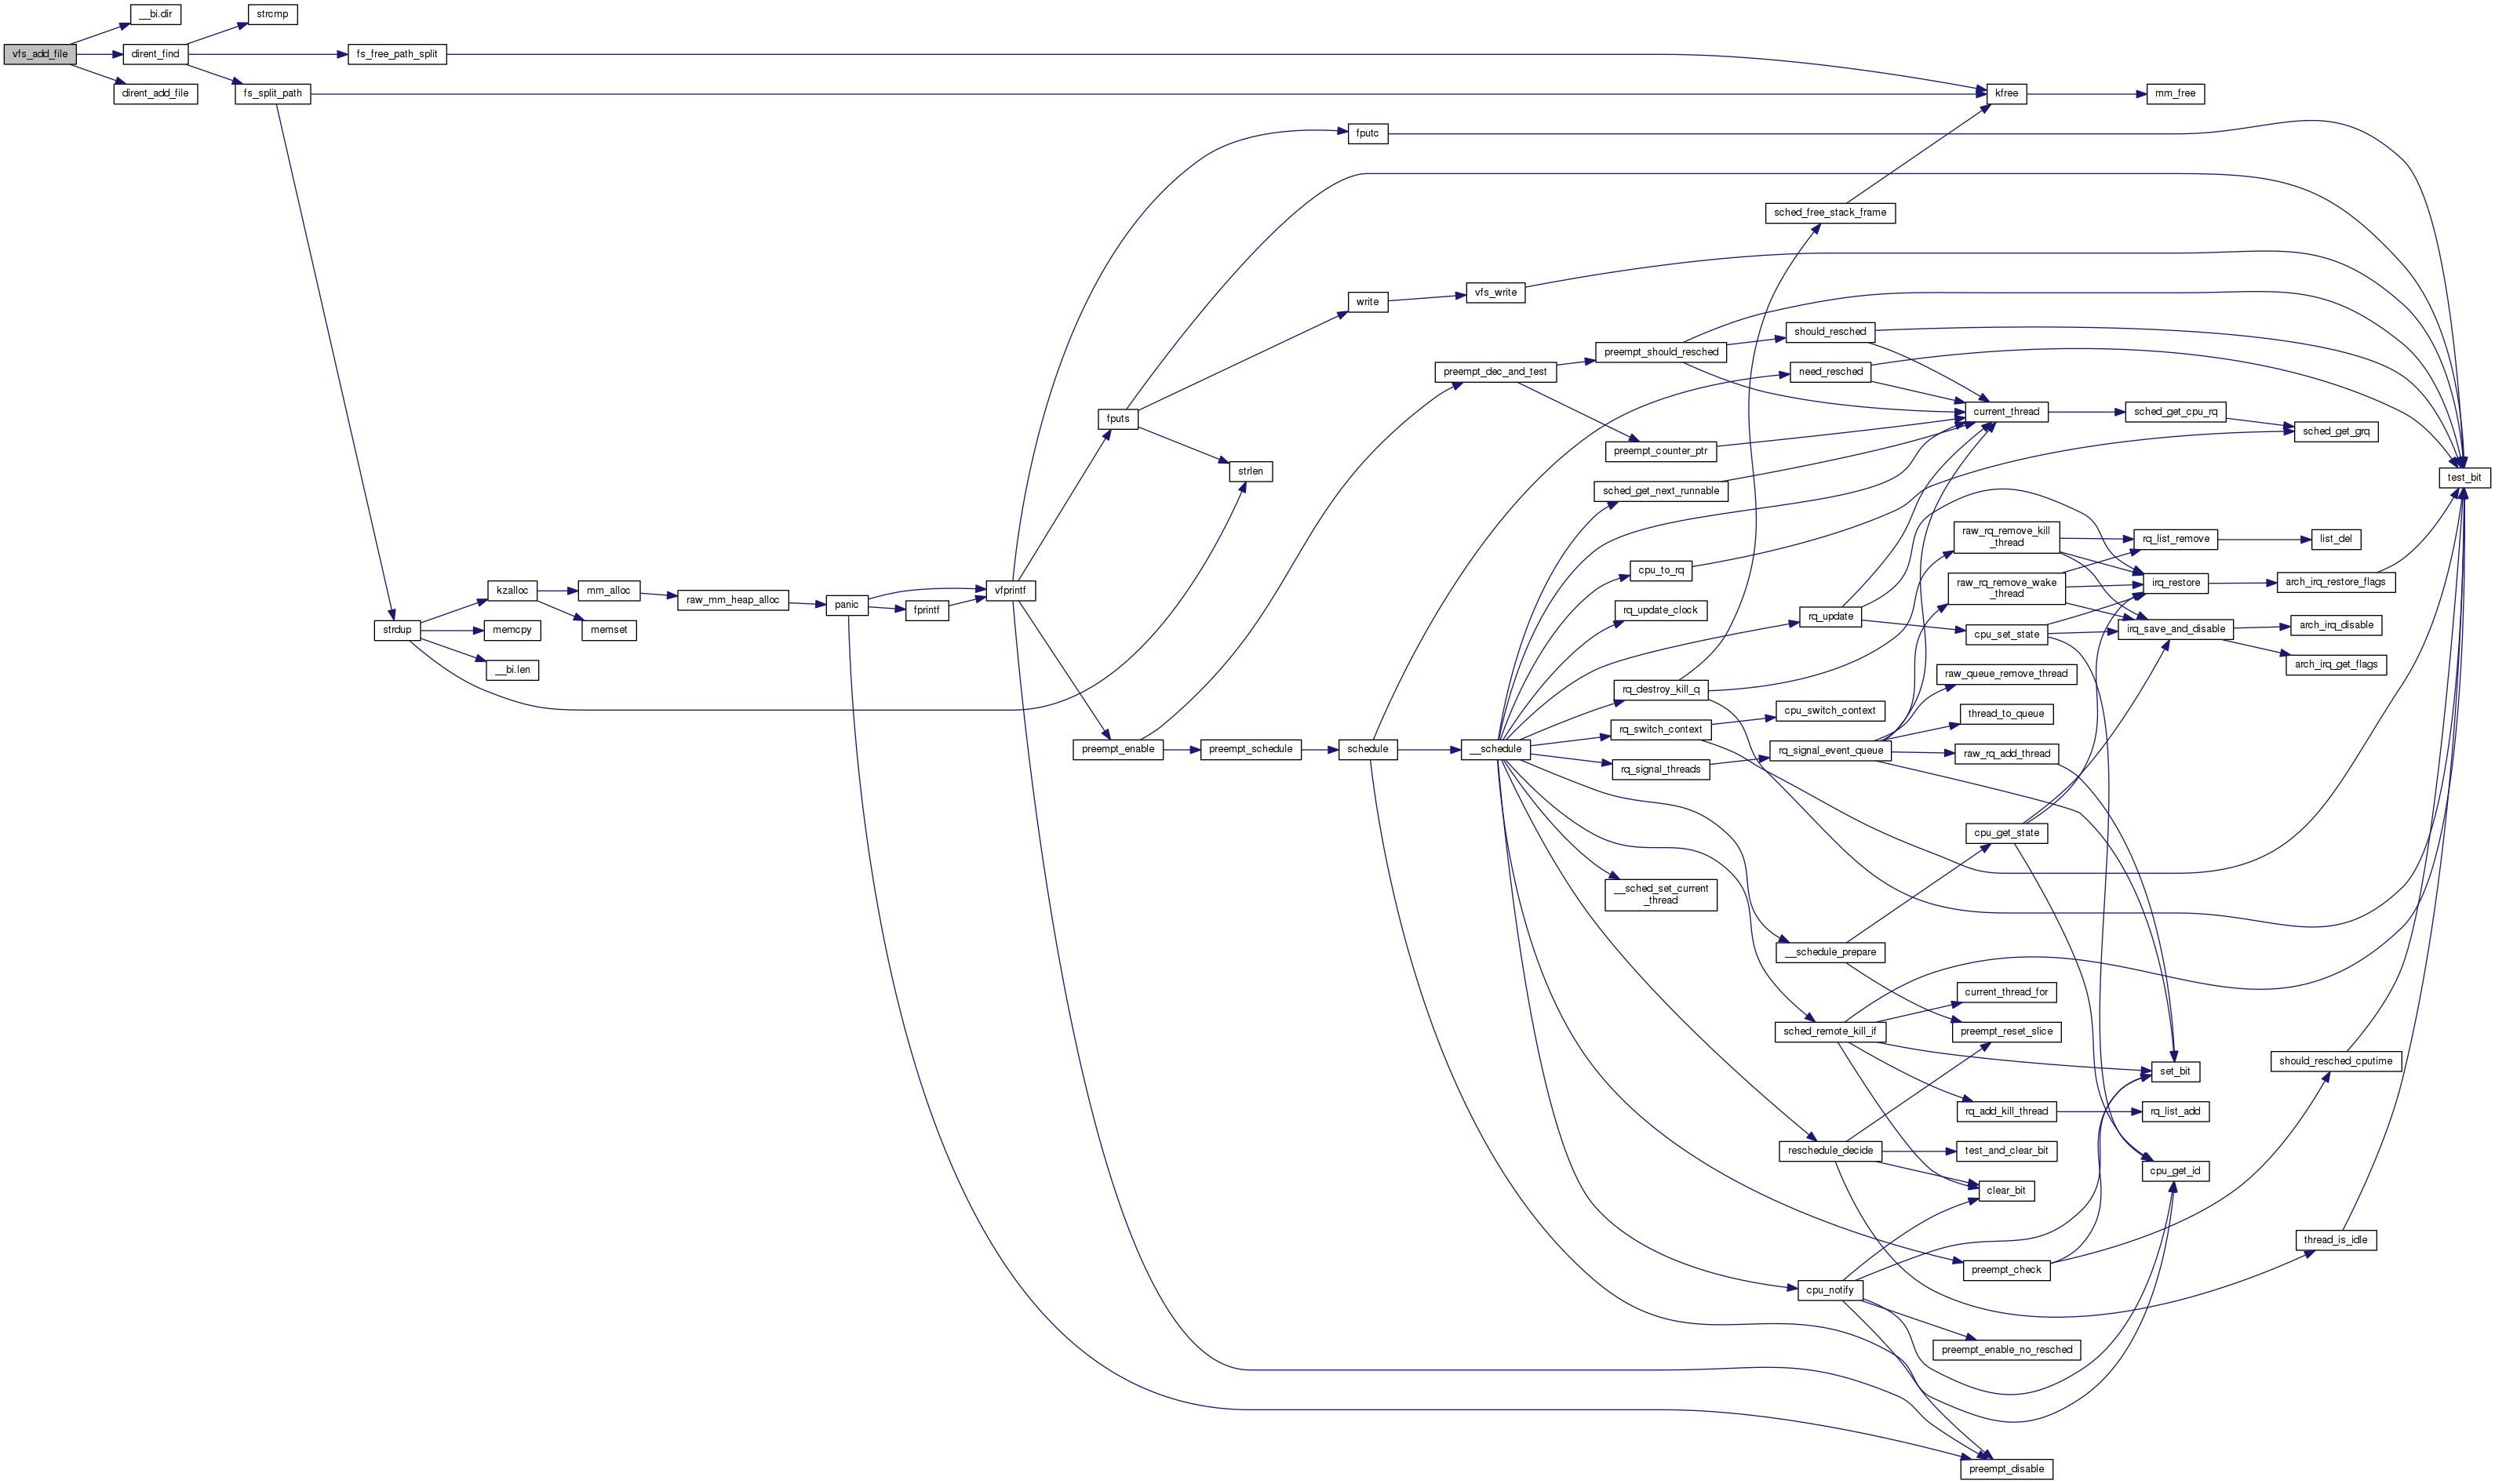 __bi.dir
strcmp
vfs_add_file
dirent_find
fs_free_path_split
dirent_add_file
fs_split_path
kfree
mm_free
fputc
sched_free_stack_frame
write
vfs_write
should_resched
preempt_should_resched
preempt_dec_and_test
need_resched
fputs
current_thread
sched_get_cpu_rq
sched_get_grq
preempt_counter_ptr
strlen
test_bit
sched_get_next_runnable
raw_rq_remove_kill
_thread
rq_list_remove
list_del
cpu_to_rq
kzalloc
mm_alloc
raw_mm_heap_alloc
panic
fprintf
vfprintf
raw_rq_remove_wake
_thread
irq_restore
arch_irq_restore_flags
rq_update_clock
rq_update
strdup
memcpy
memset
cpu_set_state
irq_save_and_disable
arch_irq_disable
__bi.len
arch_irq_get_flags
raw_queue_remove_thread
rq_destroy_kill_q
cpu_switch_context
thread_to_queue
rq_switch_context
preempt_enable
preempt_schedule
schedule
__schedule
rq_signal_event_queue
raw_rq_add_thread
rq_signal_threads
cpu_get_state
__sched_set_current
_thread
__schedule_prepare
current_thread_for
sched_remote_kill_if
preempt_reset_slice
should_resched_cputime
set_bit
rq_add_kill_thread
rq_list_add
reschedule_decide
test_and_clear_bit
cpu_get_id
clear_bit
thread_is_idle
preempt_check
cpu_notify
preempt_enable_no_resched
preempt_disable